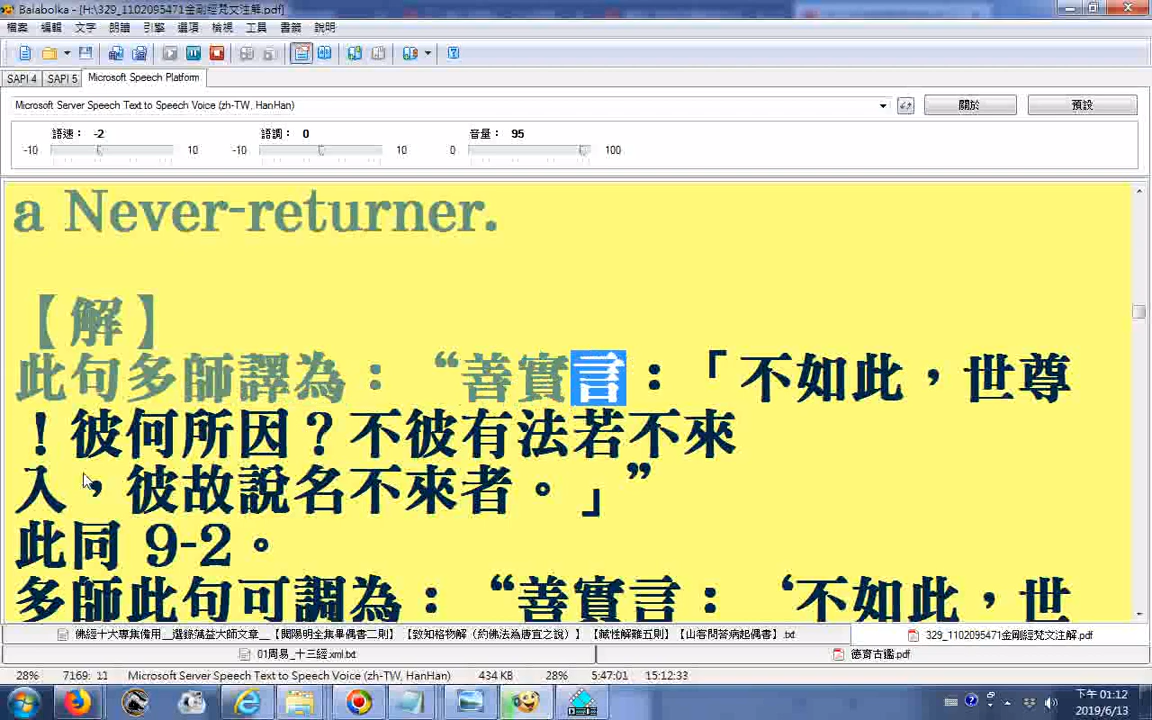 Balabolka - [H:\329_1102095471金剛經梵文注解.pdf]
檔案 編輯 文字 朗讀 引擎 選項 檢視 工具 書籤 說明
SAPI 4 SAPI 5 Microsoft Speech Platform
Microsoft Server Speech Text to Speech Voice (zh-TW, HanHan) 關於 預設
語速： -2 語調： 0 音量： 95
-10 10 -10 10 0 100
a Never-returner.
【解】
此句多師譯為：“善實言：「不如此，世尊
！彼何所因？不彼有法若不來
入，彼故說名不來者。」”
此同 9-2。
多師此句可調為：“善實言：‘不如此，世
329_1102095471金剛經梵文注解.pdf
01周易_十三經.xml.txt 德育古鑑.pdf
28% 7169: 11 Microsoft Server Speech Text to Speech Voice (zh-TW, HanHan) 434 KB 28% 5:47:01 15:12:33
下午 01:12
2019/6/13